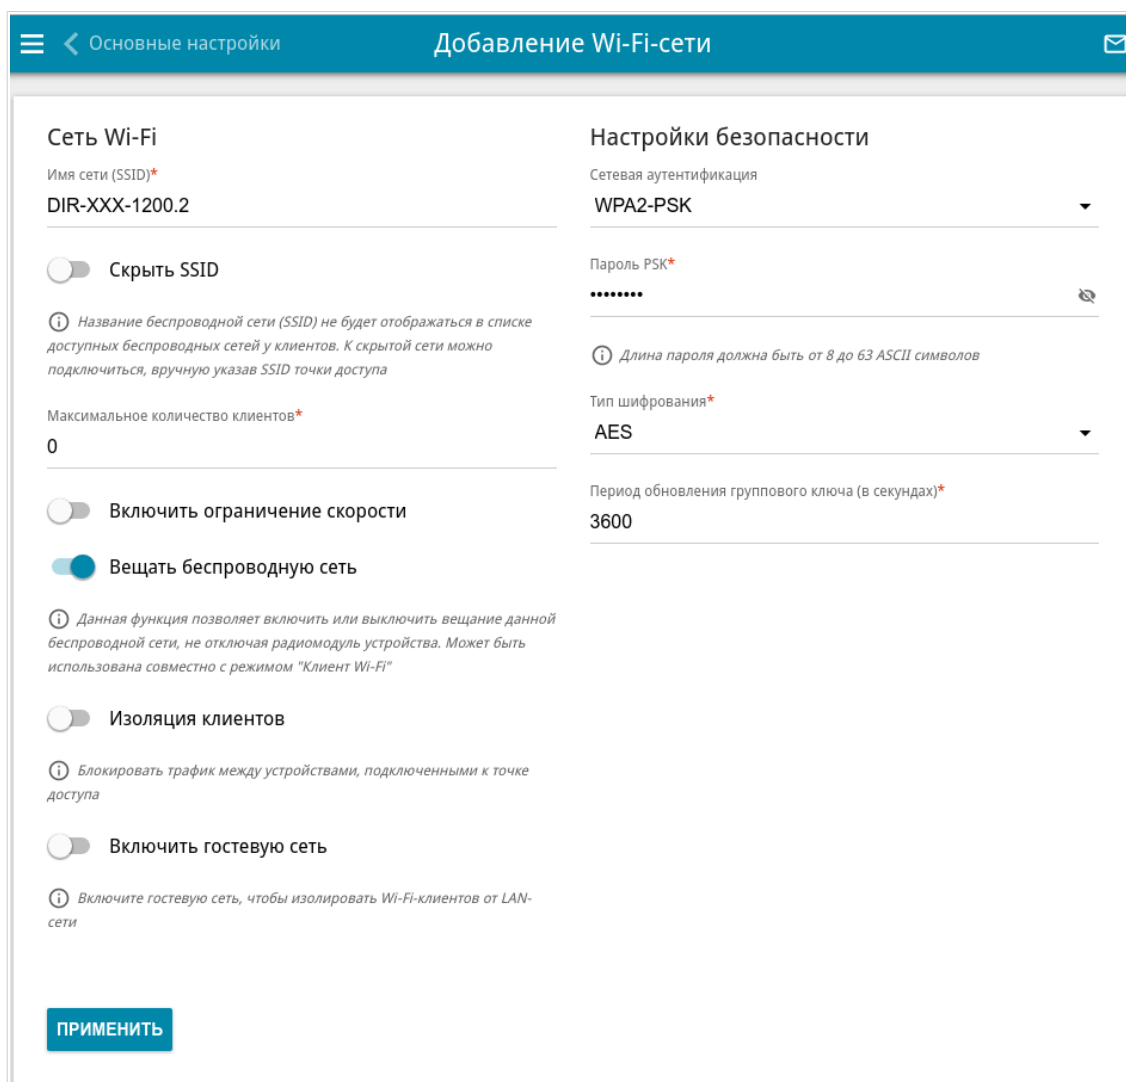 Основные настройки
Добавление Wi-Fi-сети
Сеть Wi-Fi
Имя сети (SSID)*
DIR-XXX-1200.2
Скрыть SSID
Название беспроводной сети (SSID) не будет отображаться в списке
доступных беспроводных сетей у клиентов. К скрытой сети можно
подключиться, вручную указав SSID точки доступа
Максимальное количество клиентов*
0
Включить ограничение скорости
Вещать беспроводную сеть
Данная функция позволяет включить или выключить вещание данной
беспроводной сети, не отключая радиомодуль устройства. Может быть
использована совместно с режимом "Клиент Wi-Fi"
Изоляция клиентов
Блокировать трафик между устройствами, подключенными к точке
доступа
Включить гостевую сеть
Включите гостевую сеть, чтобы изолировать Wi-Fi-клиентов от LAN-
сети
ПРИМЕНИТЬ
Настройки безопасности
Сетевая аутентификация
WPA2-PSK
Пароль PSK*
••••••••
Длина пароля должна быть от 8 до 63 ASCII символов
Тип шифрования*
AES
Период обновления группового ключа (в секундах)*
3600